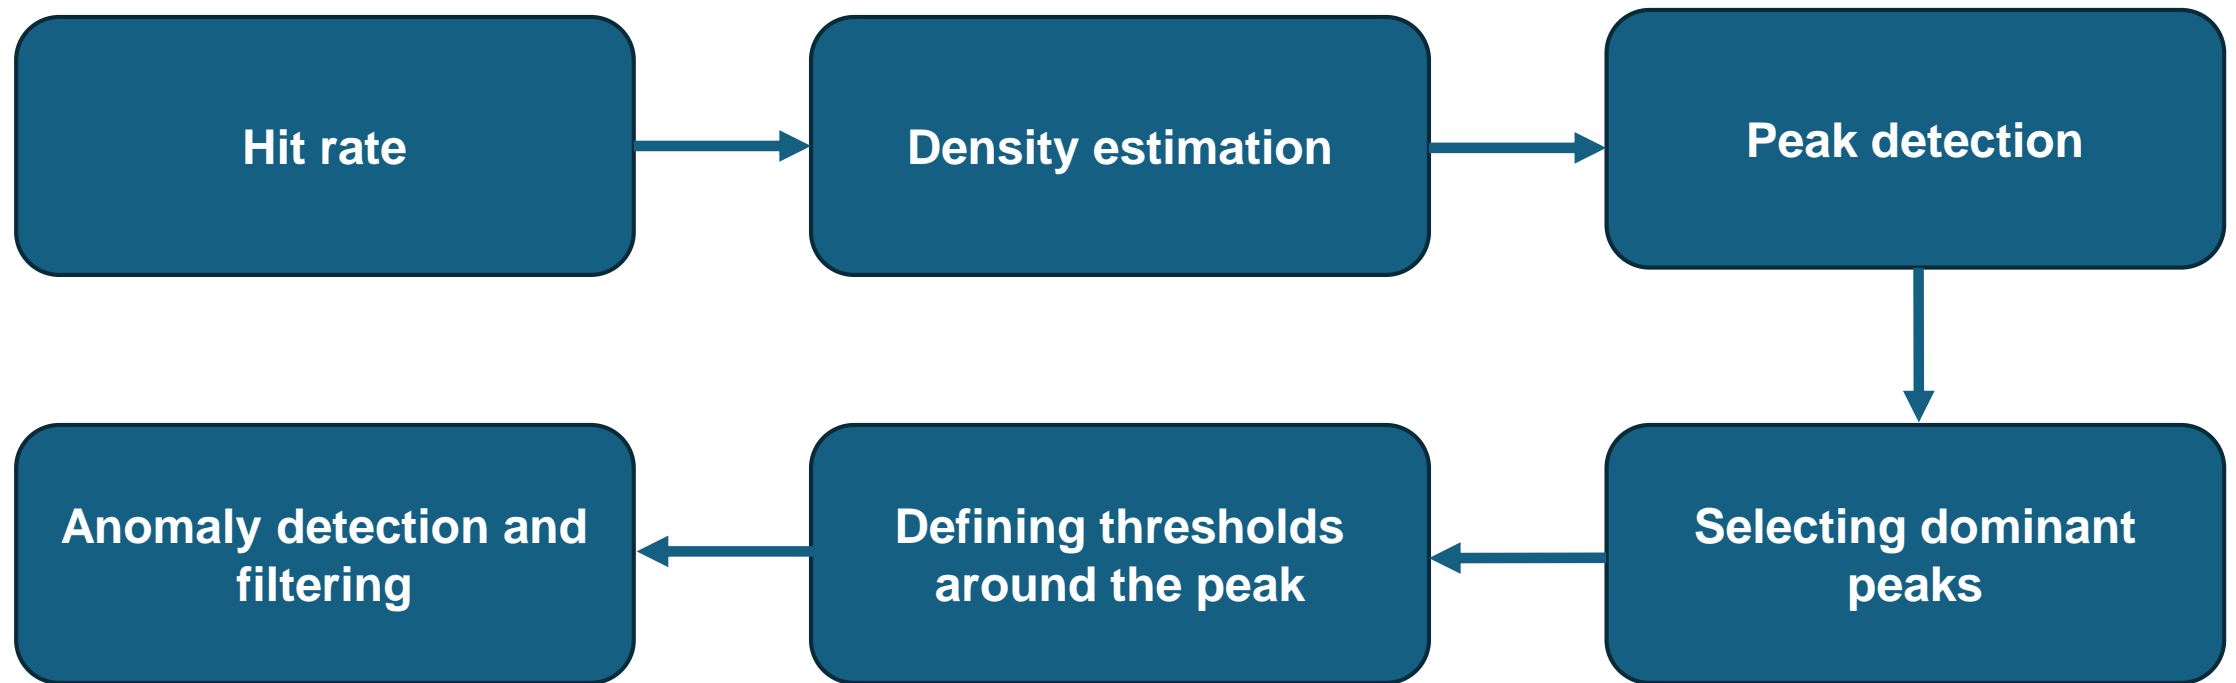 Hit rate
Density estimation
Peak detection
Selecting dominant
peaks
Defining thresholds
around the peak
Anomaly detection and
filtering